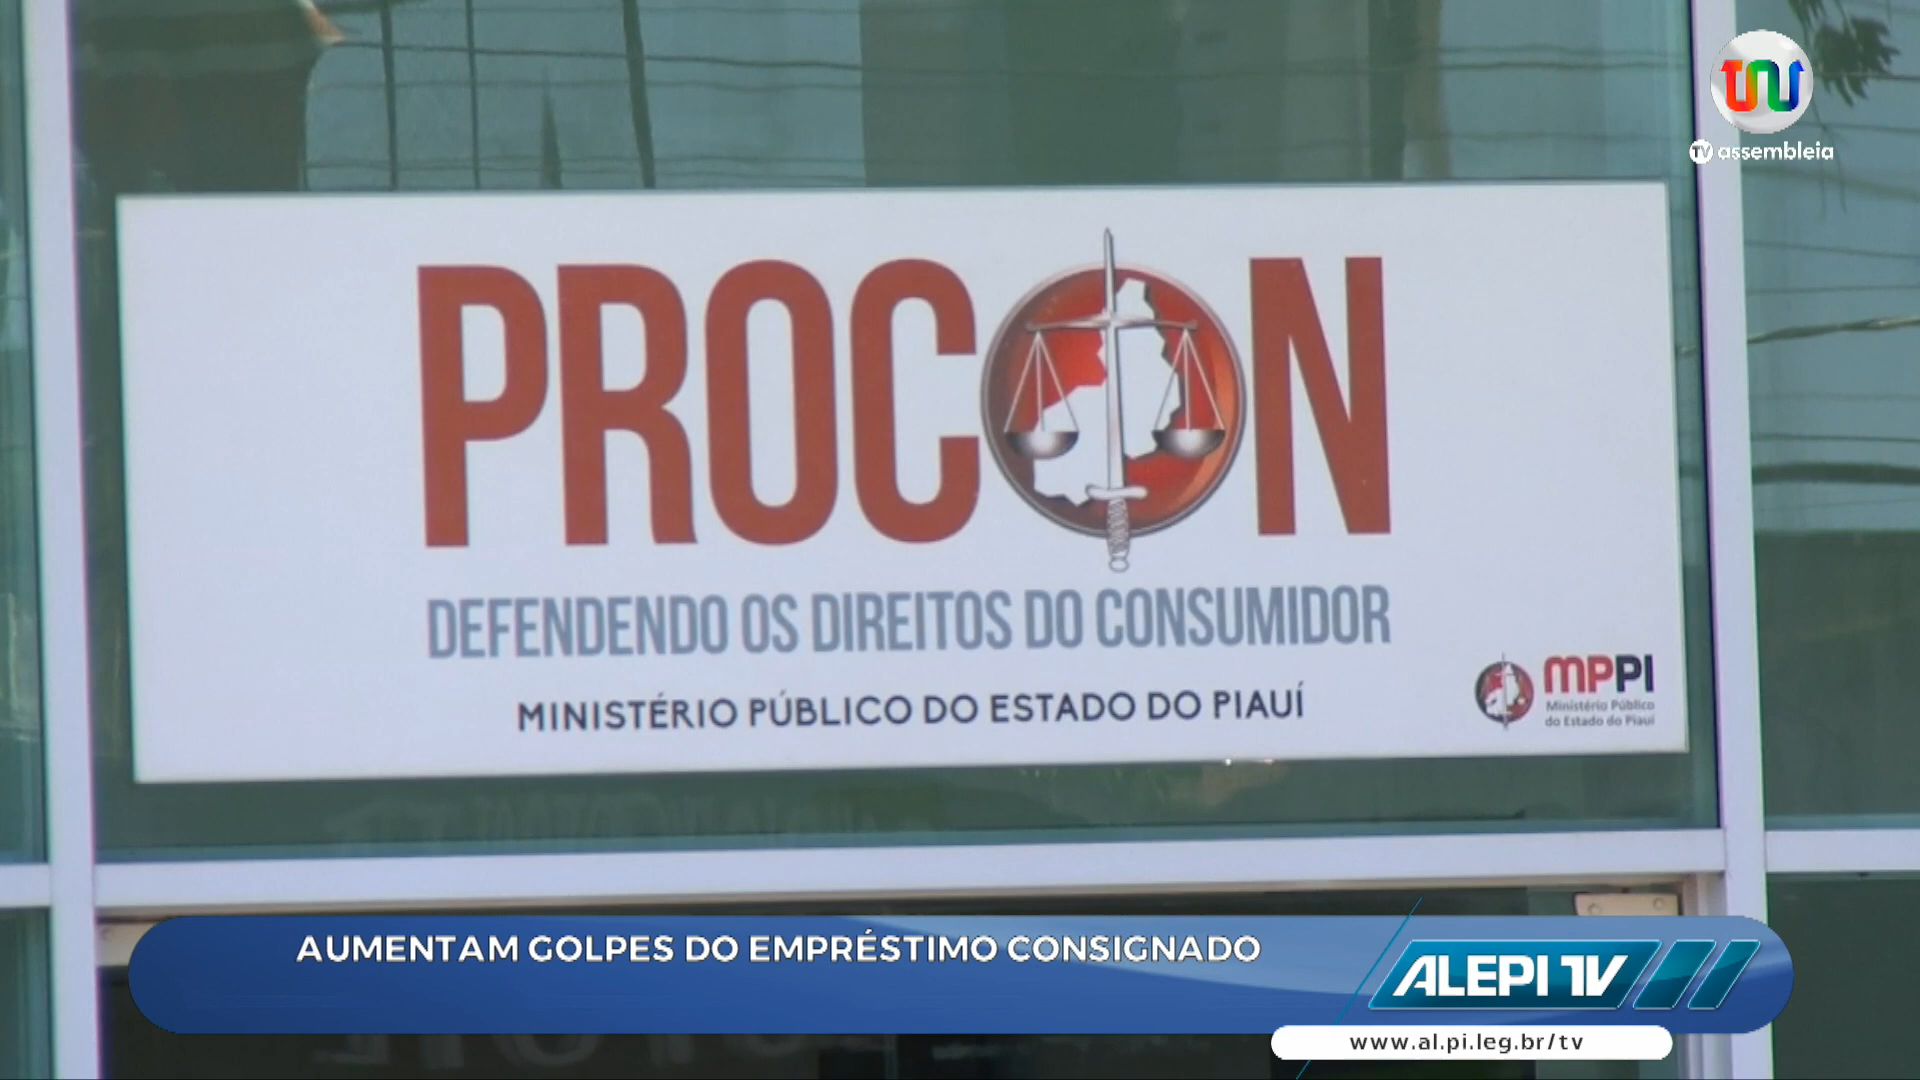 TV assembleia
PROCON
DEFENDENDO OS DIREITOS DO CONSUMIDOR
MINISTÉRIO PÚBLICO DO ESTADO DO PIAUÍ
MPPI
Ministério Público
do Estado do Piauí
AUMENTAM GOLPES DO EMPRÉSTIMO CONSIGNADO
ALEPI TV
www.al.pi.leg.br/tv